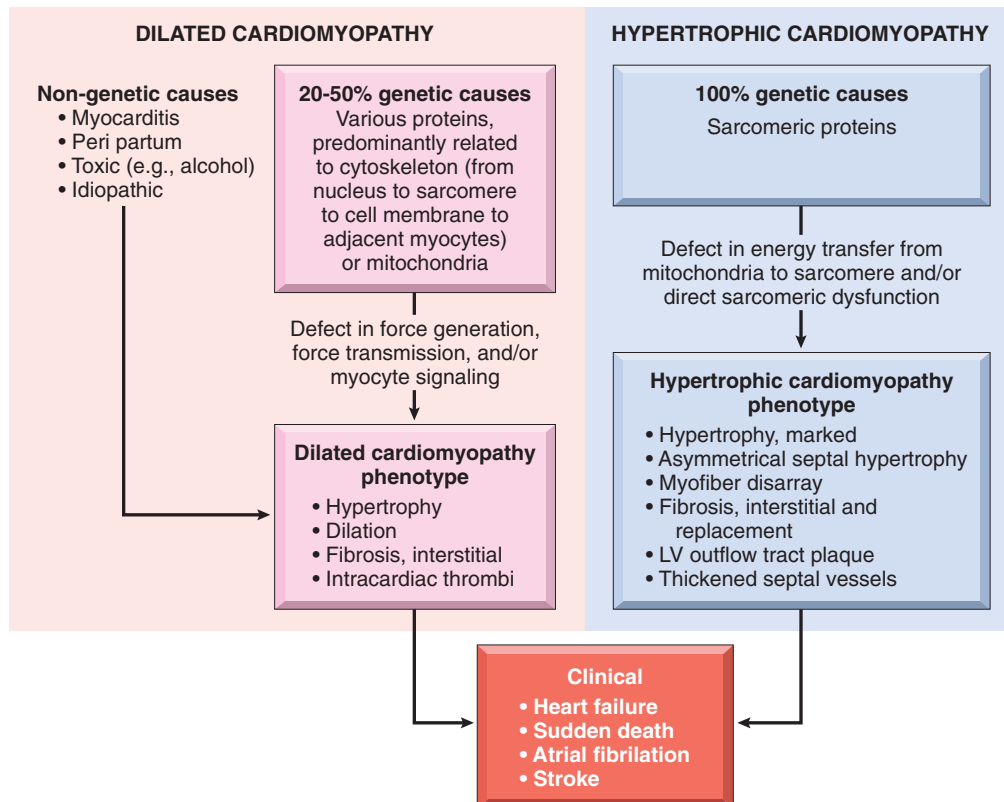 DILATED CARDIOMYOPATHY
Non-genetic causes
• Myocarditis
• Peri partum
• Toxic (e.g., alcohol)
• Idiopathic
20-50% genetic causes
Various proteins,
predominantly related
to cytoskeleton (from
nucleus to sarcomere
to cell membrane to
adjacent myocytes)
or mitochondria
Defect in force generation,
force transmission, and/or
myocyte signaling
Dilated cardiomyopathy
phenotype
• Hypertrophy
• Dilation
• Fibrosis, interstitial
• Intracardiac thrombi
HYPERTROPHIC CARDIOMYOPATHY
100% genetic causes
Sarcomeric proteins
Defect in energy transfer from
mitochondria to sarcomere and/or
direct sarcomeric dysfunction
Hypertrophic cardiomyopathy
phenotype
• Hypertrophy, marked
• Asymmetrical septal hypertrophy
• Myofiber disarray
• Fibrosis, interstitial and
replacement
• LV outflow tract plaque
• Thickened septal vessels
Clinical
• Heart failure
• Sudden death
• Atrial fibrilation
• Stroke